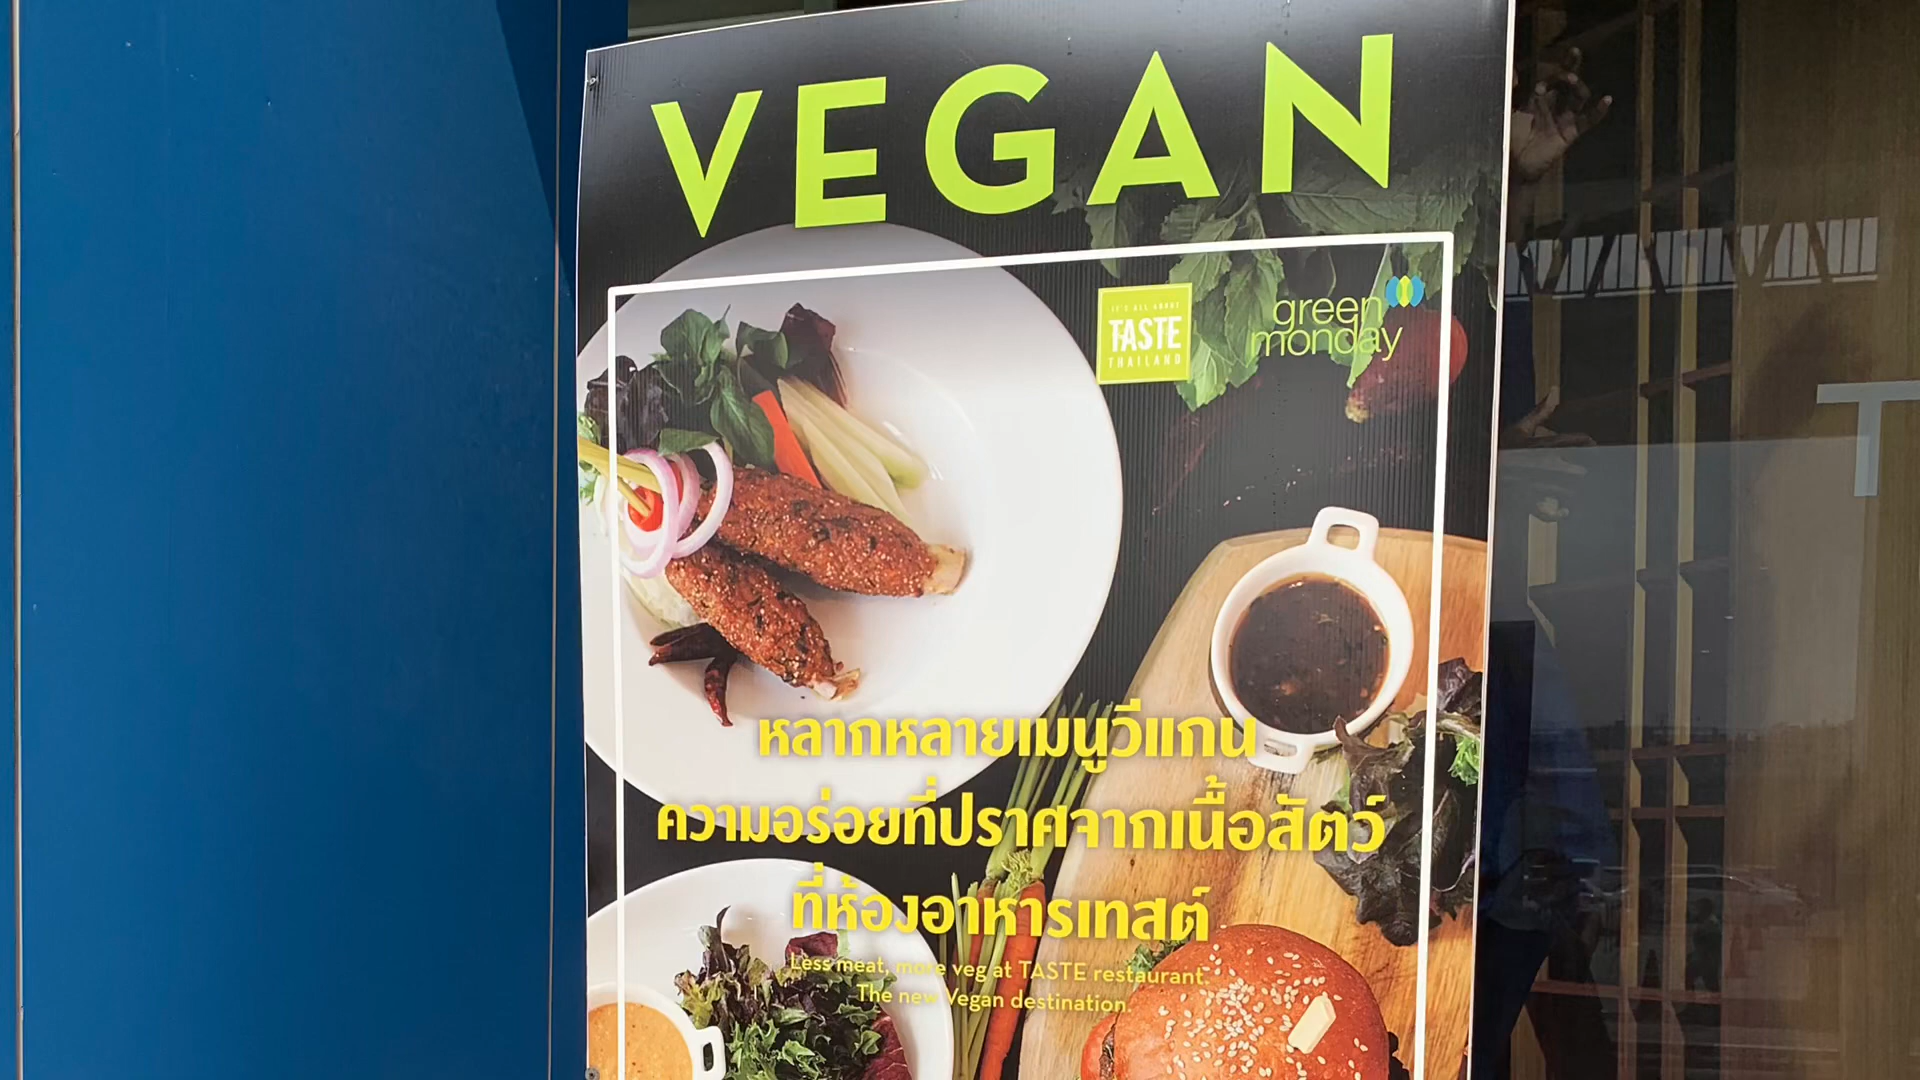 VEGAN
IT'S ALL ABOUT
TASTE
THAILAND
green
monday
หลากหลายเมนูวีแกน
ความอร่อยที่ปราศจากเนื้อสัตว์
ที่ห้องอาหารเทสต์
Less meat, more veg at TASTE restaurant.
The new Vegan destination.
T